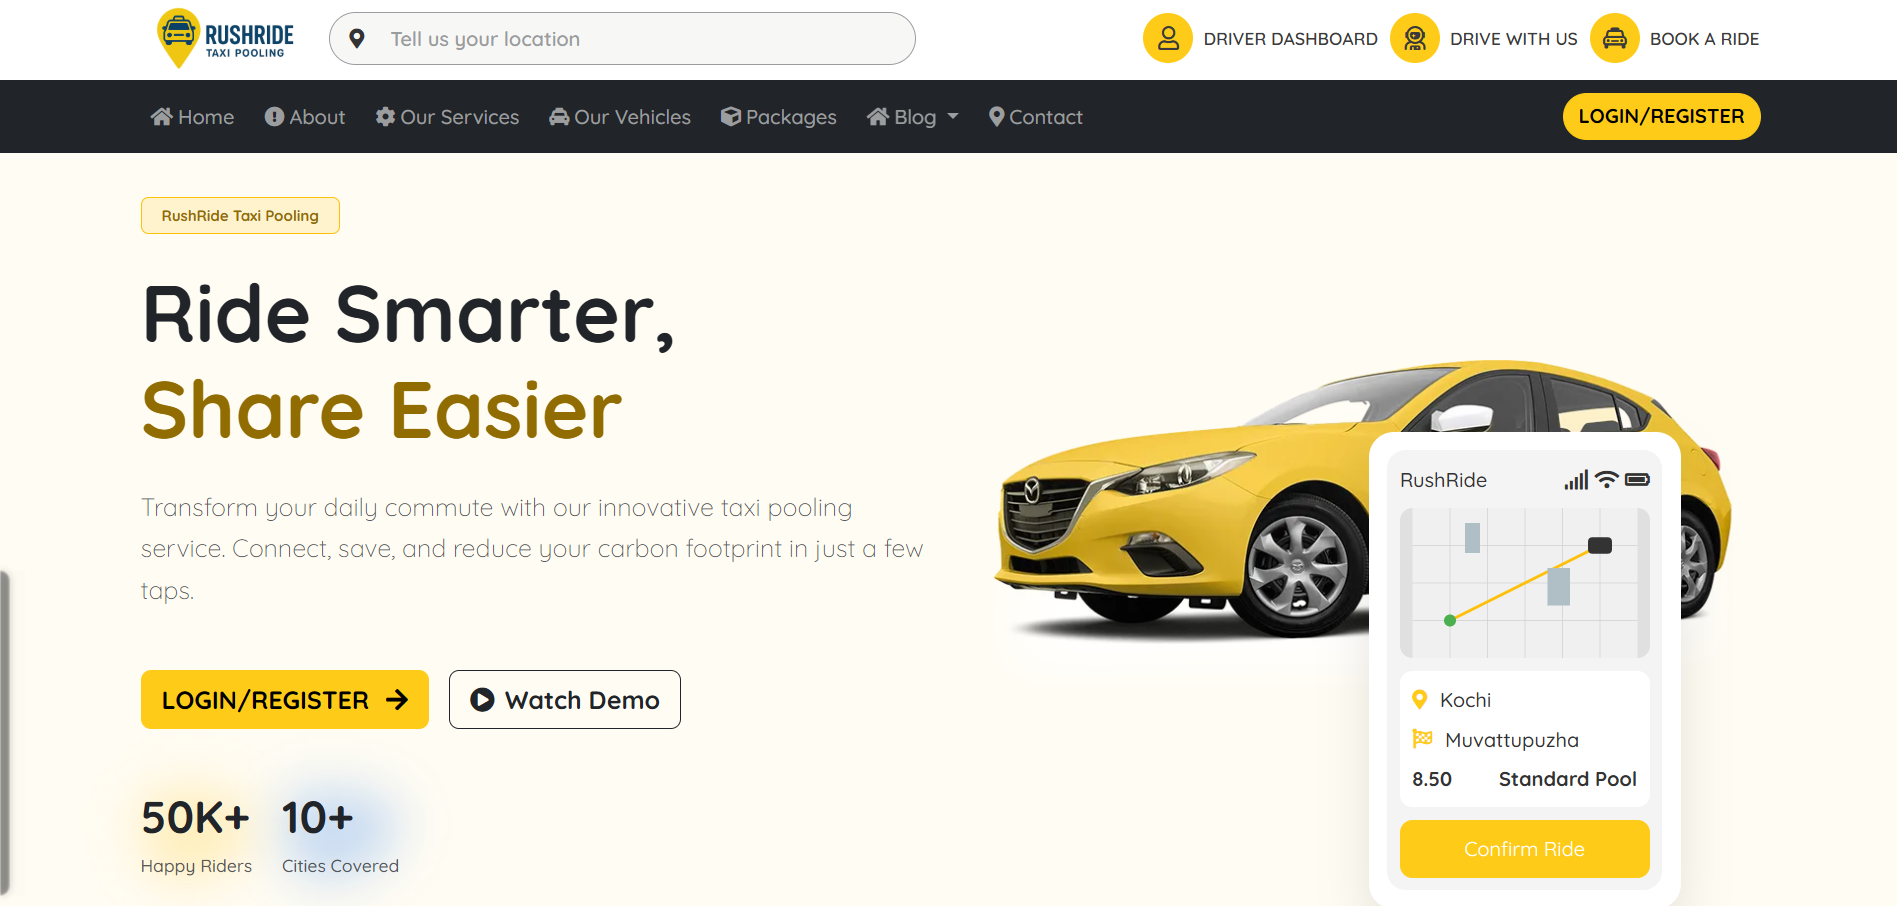 RUSHRIDE
TAXI POOLING
Tell us your location
DRIVER DASHBOARD
DRIVE WITH US
BOOK A RIDE
Home
About
Our Services
Our Vehicles
Packages
Blog
Contact
LOGIN/REGISTER
RushRide Taxi Pooling
Ride Smarter,
Share Easier
Transform your daily commute with our innovative taxi pooling
service. Connect, save, and reduce your carbon footprint in just a few
taps.
LOGIN/REGISTER
Watch Demo
50K+
Happy Riders
10+
Cities Covered
RushRide
Kochi
Muvattupuzha
8.50 Standard Pool
Confirm Ride